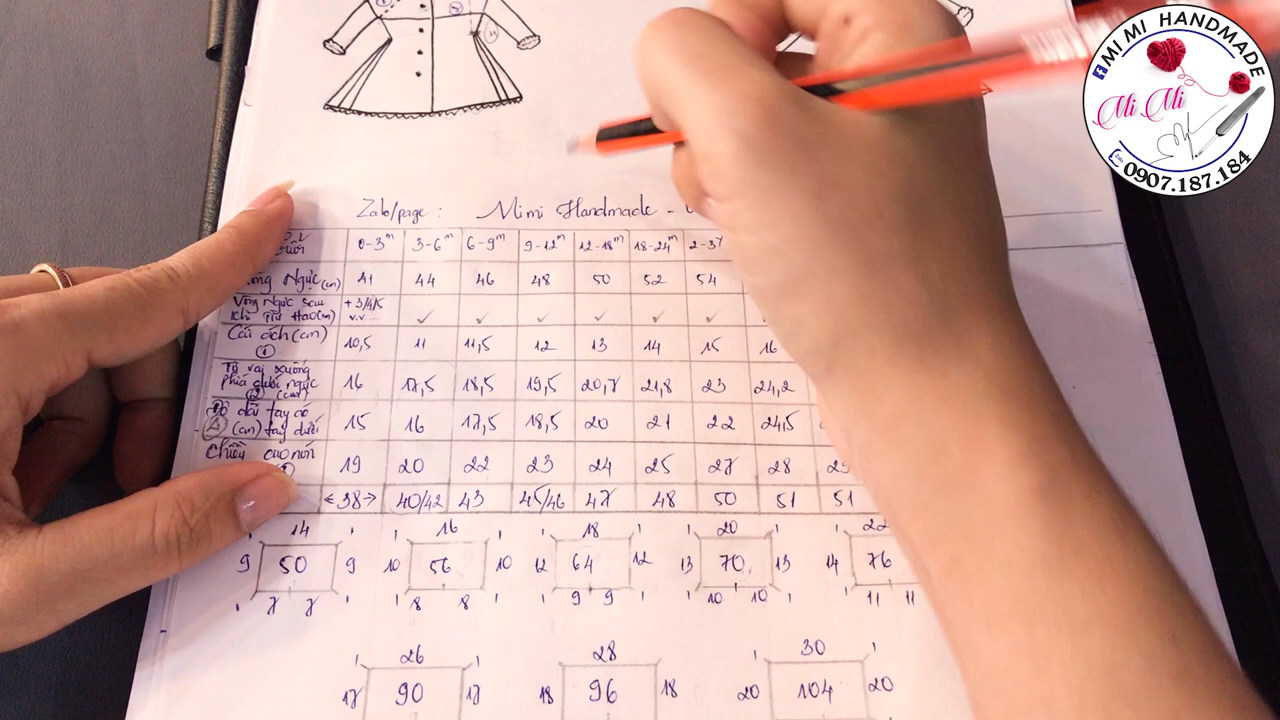 MI MI HANDMADE
Mi Mi
Zalo
0907.187.184
Zalo/page : Mimi Handmade -
0-3m 3-6m 6-9m 9-12m 12-18m 18-24m 2-3T
Ngực (cm) 41 44 46 48 50 52 54
Vòng Ngực sau +3/4/5
khi Trừ Hao (cm) v.v... ✓ ✓ ✓ ✓ ✓ ✓
Cầu ách (cm) 10,5 11 11,5 12 13 14 15 16
①
Từ vai xuống
phía dưới ngực 16 17,5 18,5 19,5 20,7 21,8 23 24,2
② (cm)
Độ dài tay áo 15 16 17,5 18,5 20 21 22 24,5
(cm) tay dưới
Chiều cao nón 19 20 22 23 24 25 27 28
<38> 40/42 43 45/46 47 48 50 51 51
14 16 18 20 22
9 50 9 10 56 10 12 64 12 13 70 13 14 76
7 7 8 8 9 9 10 10 11 11
26 28 30
17 90 17 18 96 18 20 104 20